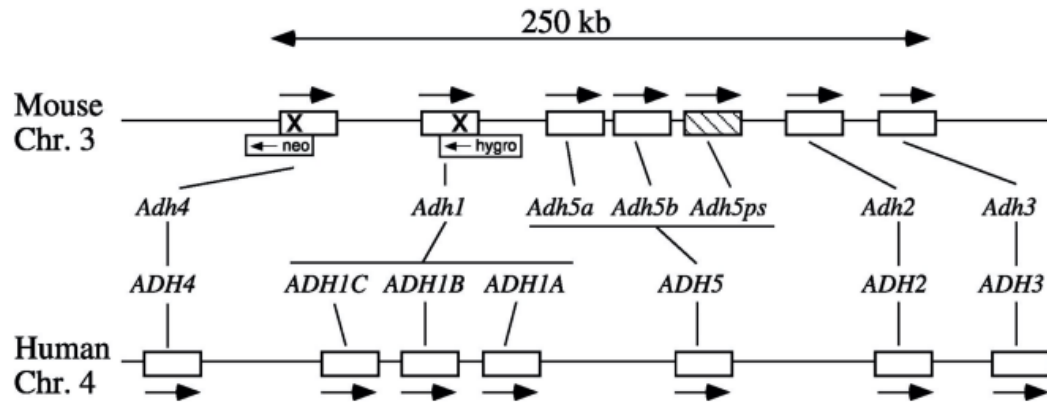 250 kb
Mouse
Chr. 3
X
X
neo
hygro
Adh4 Adh1 Adh5a Adh5b Adh5ps Adh2 Adh3
ADH4 ADH1C ADH1B ADH1A ADH5 ADH2 ADH3
Human
Chr. 4